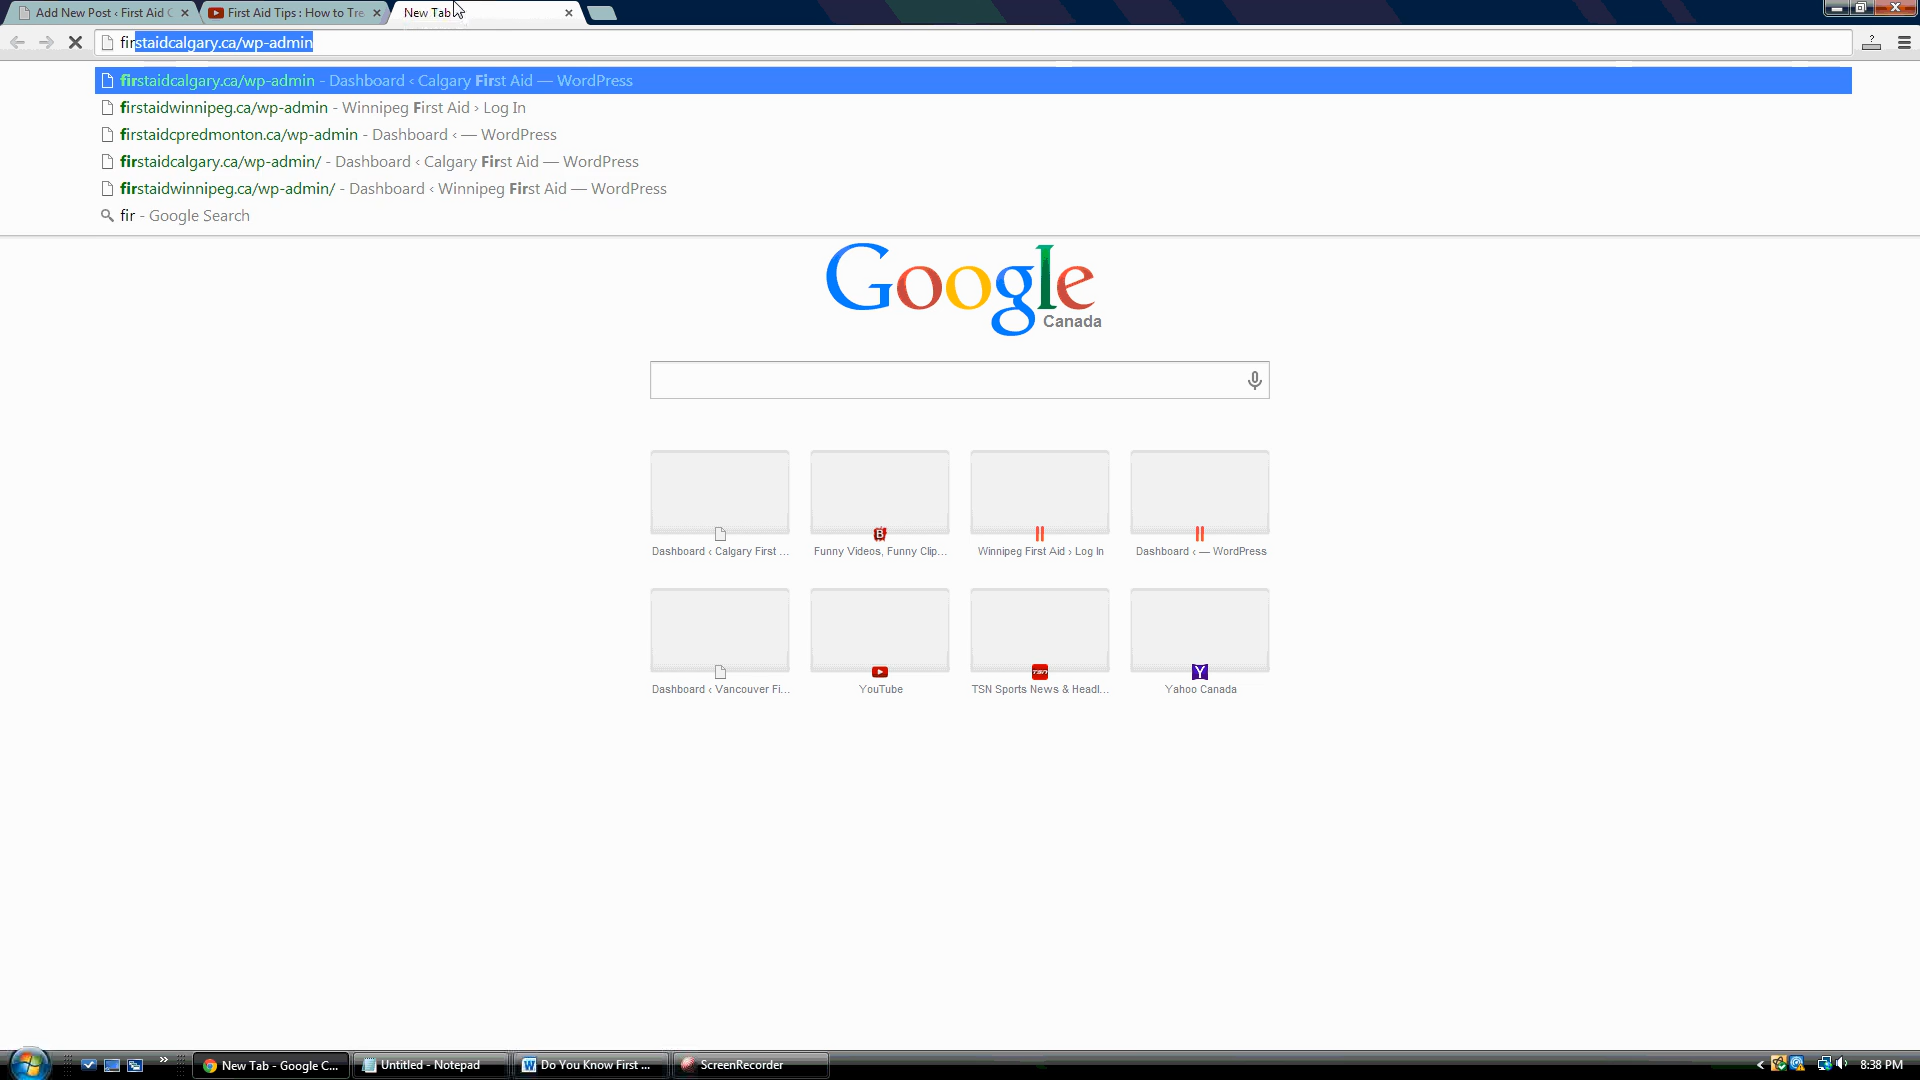 Add New Post ‹ First Aid C
First Aid Tips : How to Tre
New Tab
firstaidcalgary.ca/wp-admin
firstaidcalgary.ca/wp-admin - Dashboard ‹ Calgary First Aid — WordPress
firstaidwinnipeg.ca/wp-admin - Winnipeg First Aid › Log In
firstaidcpredmonton.ca/wp-admin - Dashboard ‹ — WordPress
firstaidcalgary.ca/wp-admin/ - Dashboard ‹ Calgary First Aid — WordPress
firstaidwinnipeg.ca/wp-admin/ - Dashboard ‹ Winnipeg First Aid — WordPress
fir - Google Search
Google
Canada
Dashboard ‹ Calgary First ...
Funny Videos, Funny Clip...
Winnipeg First Aid › Log In
Dashboard ‹ — WordPress
Dashboard ‹ Vancouver Fi...
YouTube
TSN Sports News & Headl...
Yahoo Canada
New Tab - Google C...
Untitled - Notepad
Do You Know First ...
ScreenRecorder
8:38 PM